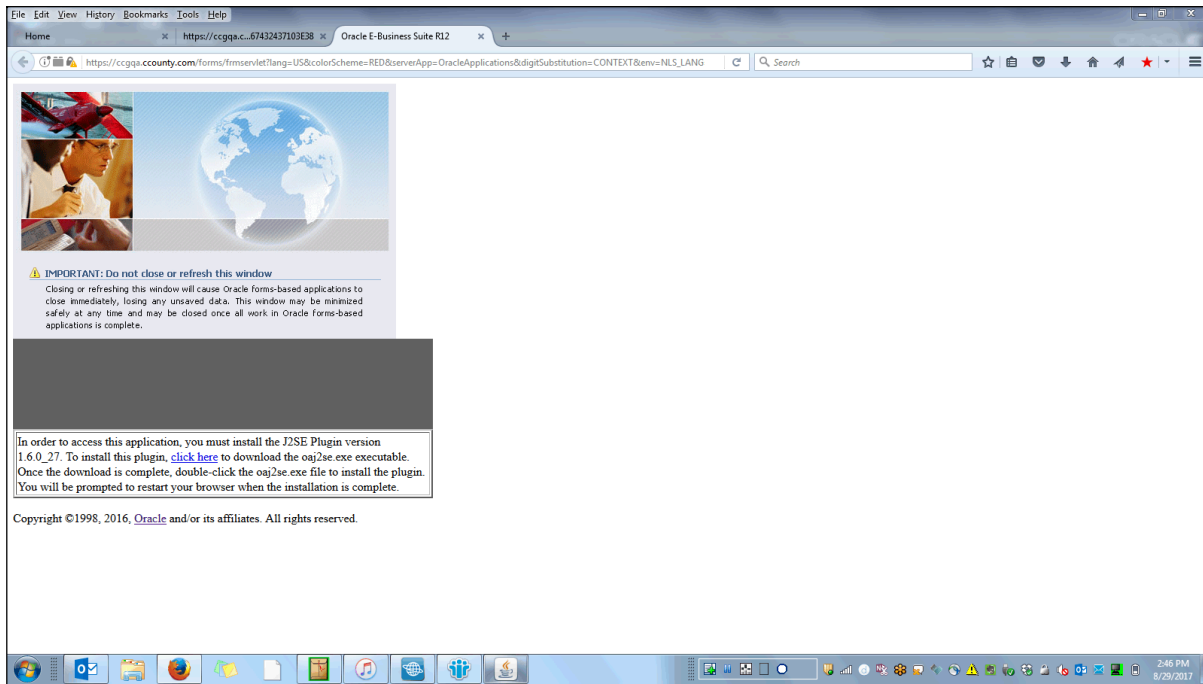 File Edit View History Bookmarks Tools Help
Home × https://ccgqa.c...67432437103E38 × Oracle E-Business Suite R12 × +
https://ccgqa.ccounty.com/forms/frmservlet?lang=US&colorScheme=RED&serverApp=OracleApplications&digitSubstitution=CONTEXT&env=NLS_LANG Search
IMPORTANT: Do not close or refresh this window
Closing or refreshing this window will cause Oracle forms-based applications to
close immediately, losing any unsaved data. This window may be minimized
safely at any time and may be closed once all work in Oracle forms-based
applications is complete.
In order to access this application, you must install the J2SE Plugin version
1.6.0_27. To install this plugin, click here to download the oaj2se.exe executable.
Once the download is complete, double-click the oaj2se.exe file to install the plugin.
You will be prompted to restart your browser when the installation is complete.
Copyright ©1998, 2016, Oracle and/or its affiliates. All rights reserved.
2:46 PM
8/29/2017